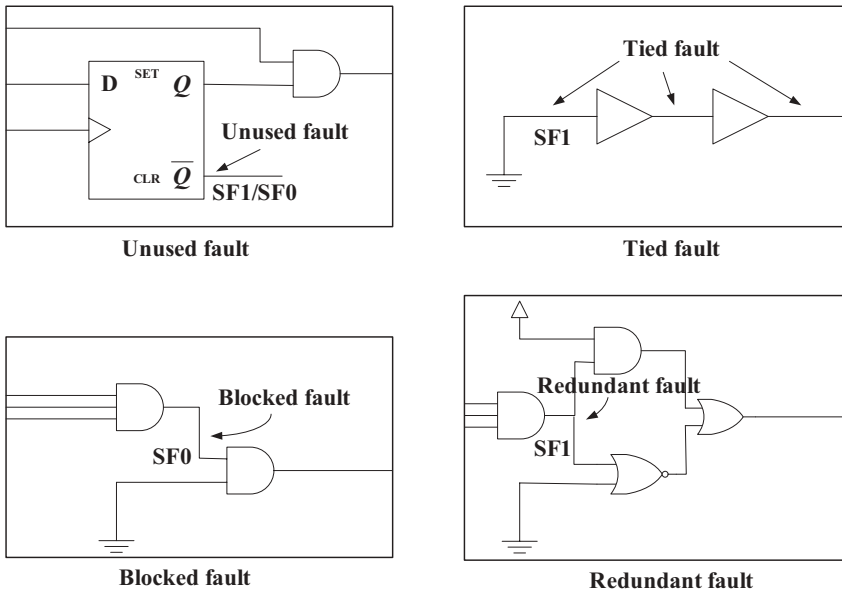 D SET Q
Unused fault
CLR Q
SF1/SF0
Unused fault
Tied fault
SF1
Tied fault
Blocked fault
SF0
Blocked fault
Redundant fault
SF1
Redundant fault